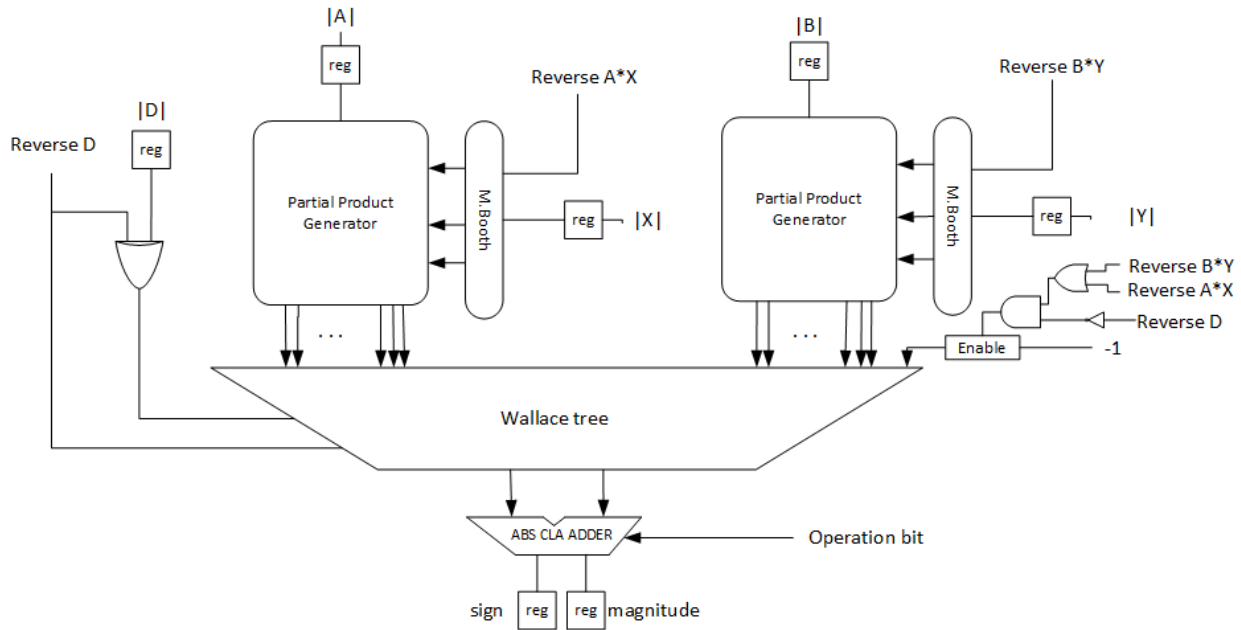 |A|
|B|
reg
reg
Reverse A*X
Reverse B*Y
|D|
Reverse D
reg
Partial Product
Generator
M.Booth
reg
|X|
Partial Product
Generator
M.Booth
reg
|Y|
Reverse B*Y
Reverse A*X
Reverse D
Enable
-1
...
...
Wallace tree
ABS CLA ADDER
Operation bit
sign
reg
reg
magnitude